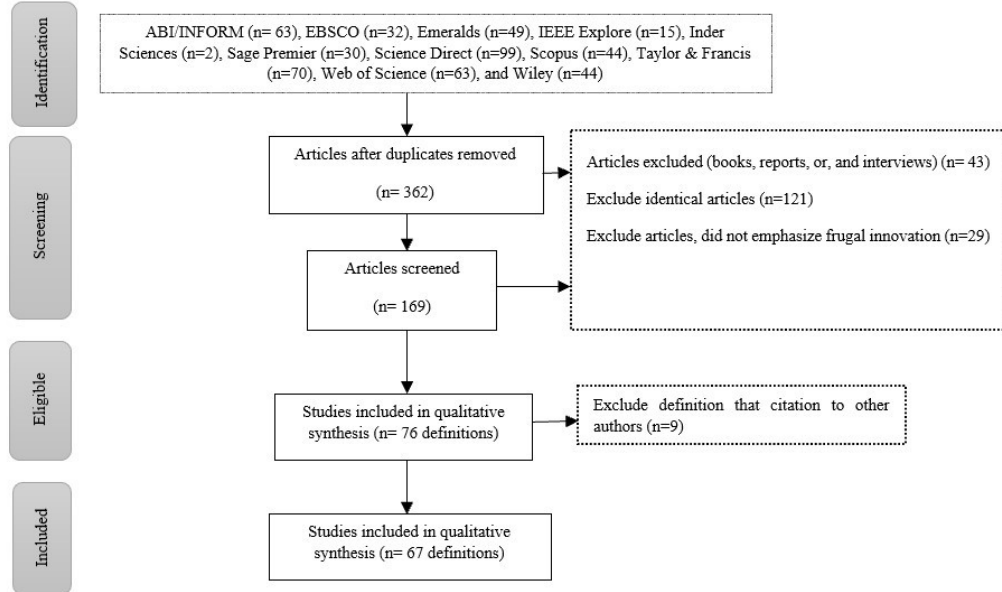 Identification
ABI/INFORM (n= 63), EBSCO (n=32), Emeralds (n=49), IEEE Explore (n=15), Inder
Sciences (n=2), Sage Premier (n=30), Science Direct (n=99), Scopus (n=44), Taylor & Francis
(n=70), Web of Science (n=63), and Wiley (n=44)
Screening
Articles after duplicates removed
(n= 362)
Articles excluded (books, reports, or, and interviews) (n= 43)
Exclude identical articles (n=121)
Exclude articles, did not emphasize frugal innovation (n=29)
Articles screened
(n= 169)
Eligible
Studies included in qualitative
synthesis (n= 76 definitions)
Exclude definition that citation to other
authors (n=9)
Included
Studies included in qualitative
synthesis (n= 67 definitions)